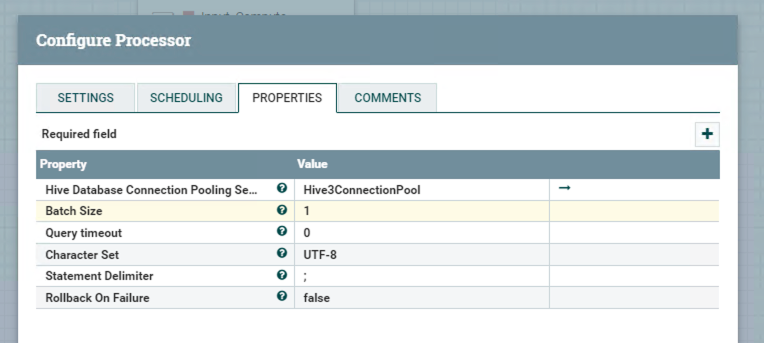 Configure Processor
SETTINGS SCHEDULING PROPERTIES COMMENTS
Required field
Property Value
Hive Database Connection Pooling Se... Hive3ConnectionPool
Batch Size 1
Query timeout 0
Character Set UTF-8
Statement Delimiter ;
Rollback On Failure false